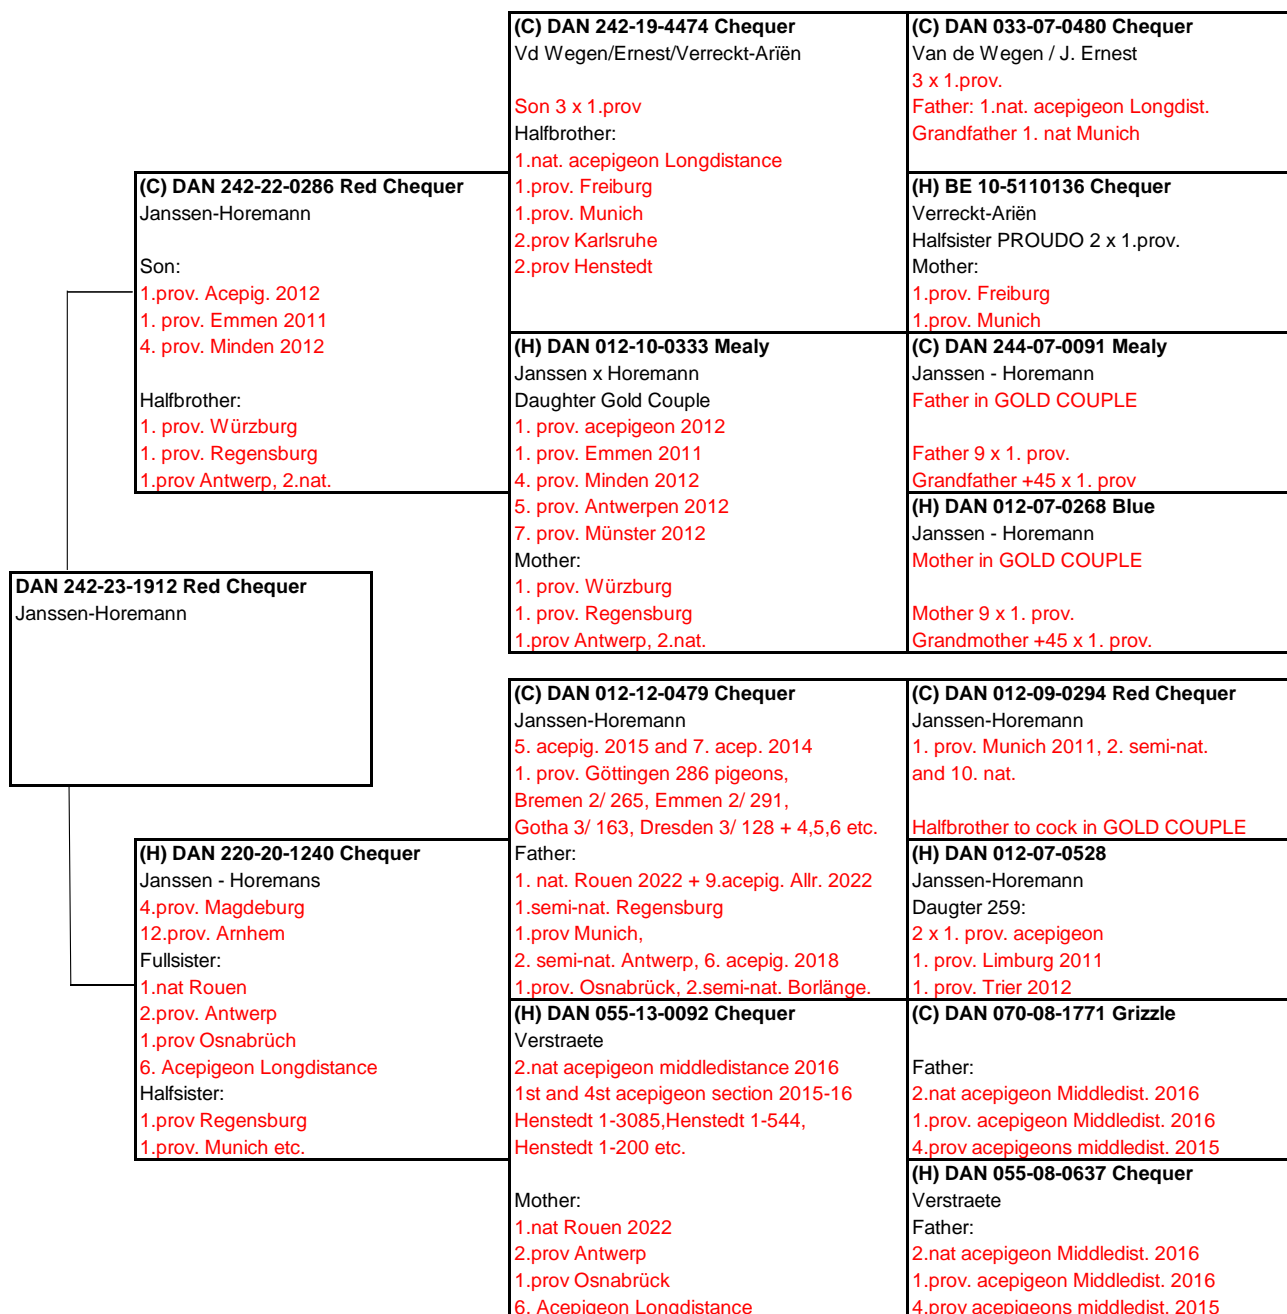 DAN 242-23-1912 Red Chequer
Janssen-Horemann
(C) DAN 242-22-0286 Red Chequer
Janssen-Horemann
Son:
1.prov. Acepig. 2012
1. prov. Emmen 2011
4. prov. Minden 2012
Halfbrother:
1. prov. Würzburg
1. prov. Regensburg
1.prov Antwerp, 2.nat.
(H) DAN 220-20-1240 Chequer
Janssen - Horemans
4.prov. Magdeburg
12.prov. Arnhem
Fullsister:
1.nat Rouen
2.prov. Antwerp
1.prov Osnabrüch
6. Acepigeon Longdistance
Halfsister:
1.prov Regensburg
1.prov. Munich etc.
(C) DAN 242-19-4474 Chequer
Vd Wegen/Ernest/Verreckt-Arïën
Son 3 x 1.prov
Halfbrother:
1.nat. acepigeon Longdistance
1.prov. Freiburg
1.prov. Munich
2.prov Karlsruhe
2.prov Henstedt
(H) DAN 012-10-0333 Mealy
Janssen x Horemann
Daughter Gold Couple
1. prov. acepigeon 2012
1. prov. Emmen 2011
4. prov. Minden 2012
5. prov. Antwerpen 2012
7. prov. Münster 2012
Mother:
1. prov. Würzburg
1. prov. Regensburg
1.prov Antwerp, 2.nat.
(C) DAN 012-12-0479 Chequer
Janssen-Horemann
5. acepig. 2015 and 7. acep. 2014
1. prov. Göttingen 286 pigeons,
Bremen 2/ 265, Emmen 2/ 291,
Gotha 3/ 163, Dresden 3/ 128 + 4,5,6 etc.
Father:
1. nat. Rouen 2022 + 9.acepig. Allr. 2022
1.semi-nat. Regensburg
1.prov Munich,
2. semi-nat. Antwerp, 6. acepig. 2018
1.prov. Osnabrück, 2.semi-nat. Borlänge.
(H) DAN 055-13-0092 Chequer
Verstraete
2.nat acepigeon middledistance 2016
1st and 4st acepigeon section 2015-16
Henstedt 1-3085,Henstedt 1-544,
Henstedt 1-200 etc.
Mother:
1.nat Rouen 2022
2.prov Antwerp
1.prov Osnabrück
6. Acepigeon Longdistance
(C) DAN 033-07-0480 Chequer
Van de Wegen / J. Ernest
3 x 1.prov.
Father: 1.nat. acepigeon Longdist.
Grandfather 1. nat Munich
(H) BE 10-5110136 Chequer
Verreckt-Ariën
Halfsister PROUDO 2 x 1.prov.
Mother:
1.prov. Freiburg
1.prov. Munich
(C) DAN 244-07-0091 Mealy
Janssen - Horemann
Father in GOLD COUPLE
Father 9 x 1. prov.
Grandfather +45 x 1. prov
(H) DAN 012-07-0268 Blue
Janssen - Horemann
Mother in GOLD COUPLE
Mother 9 x 1. prov.
Grandmother +45 x 1. prov.
(C) DAN 012-09-0294 Red Chequer
Janssen-Horemann
1. prov. Munich 2011, 2. semi-nat.
and 10. nat.
Halfbrother to cock in GOLD COUPLE
(H) DAN 012-07-0528
Janssen-Horemann
Daugter 259:
2 x 1. prov. acepigeon
1. prov. Limburg 2011
1. prov. Trier 2012
(C) DAN 070-08-1771 Grizzle
Father:
2.nat acepigeon Middledist. 2016
1.prov. acepigeon Middledist. 2016
4.prov acepigeons middledist. 2015
(H) DAN 055-08-0637 Chequer
Verstraete
Father:
2.nat acepigeon Middledist. 2016
1.prov. acepigeon Middledist. 2016
4.prov acepigeons middledist. 2015